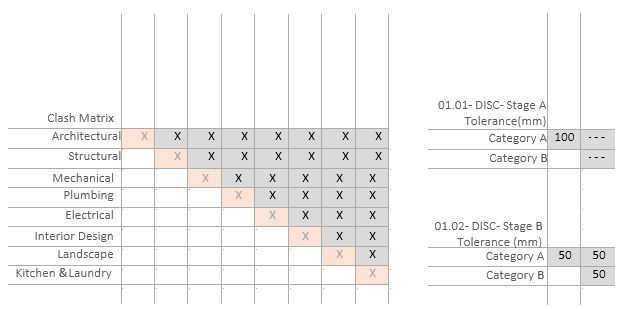 Clash Matrix
Architectural X X X X X X X X
Structural X X X X X X X
Mechanical X X X X X X
Plumbing X X X X X
Electrical X X X X
Interior Design X X X
Landscape X X
Kitchen &Laundry X
01.01- DISC- Stage A
Tolerance(mm)
Category A 100 ---
Category B ---
01.02- DISC- Stage B
Tolerance (mm)
Category A 50 50
Category B 50